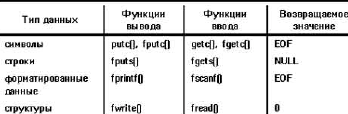 Тип данных Функции вывода Функции ввода Возвращаемое значение
символы putc(), fputc() getc(), fgetc() EOF
строки fputs() fgets() NULL
форматированные данные fprintf() fscanf() EOF
структуры fwrite() fread() 0